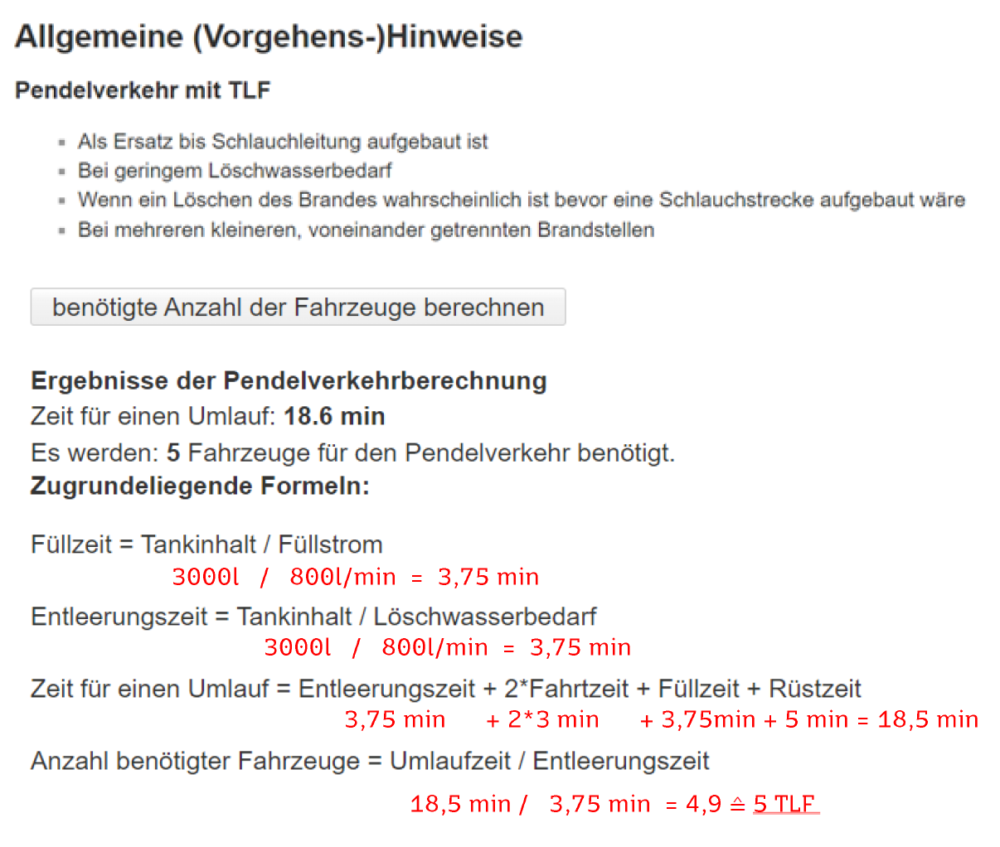 Allgemeine (Vorgehens-)Hinweise
Pendelverkehr mit TLF
▪ Als Ersatz bis Schlauchleitung aufgebaut ist
▪ Bei geringem Löschwasserbedarf
▪ Wenn ein Löschen des Brandes wahrscheinlich ist bevor eine Schlauchstrecke aufgebaut wäre
▪ Bei mehreren kleineren, voneinander getrennten Brandstellen
benötigte Anzahl der Fahrzeuge berechnen
Ergebnisse der Pendelverkehrberechnung
Zeit für einen Umlauf: 18.6 min
Es werden: 5 Fahrzeuge für den Pendelverkehr benötigt.
Zugrundeliegende Formeln:
Füllzeit = Tankinhalt / Füllstrom
3000l / 800l/min = 3,75 min
Entleerungszeit = Tankinhalt / Löschwasserbedarf
3000l / 800l/min = 3,75 min
Zeit für einen Umlauf = Entleerungszeit + 2*Fahrtzeit + Füllzeit + Rüstzeit
3,75 min + 2*3 min + 3,75min + 5 min = 18,5 min
Anzahl benötigter Fahrzeuge = Umlaufzeit / Entleerungszeit
18,5 min / 3,75 min = 4,9 ≙ 5 TLF